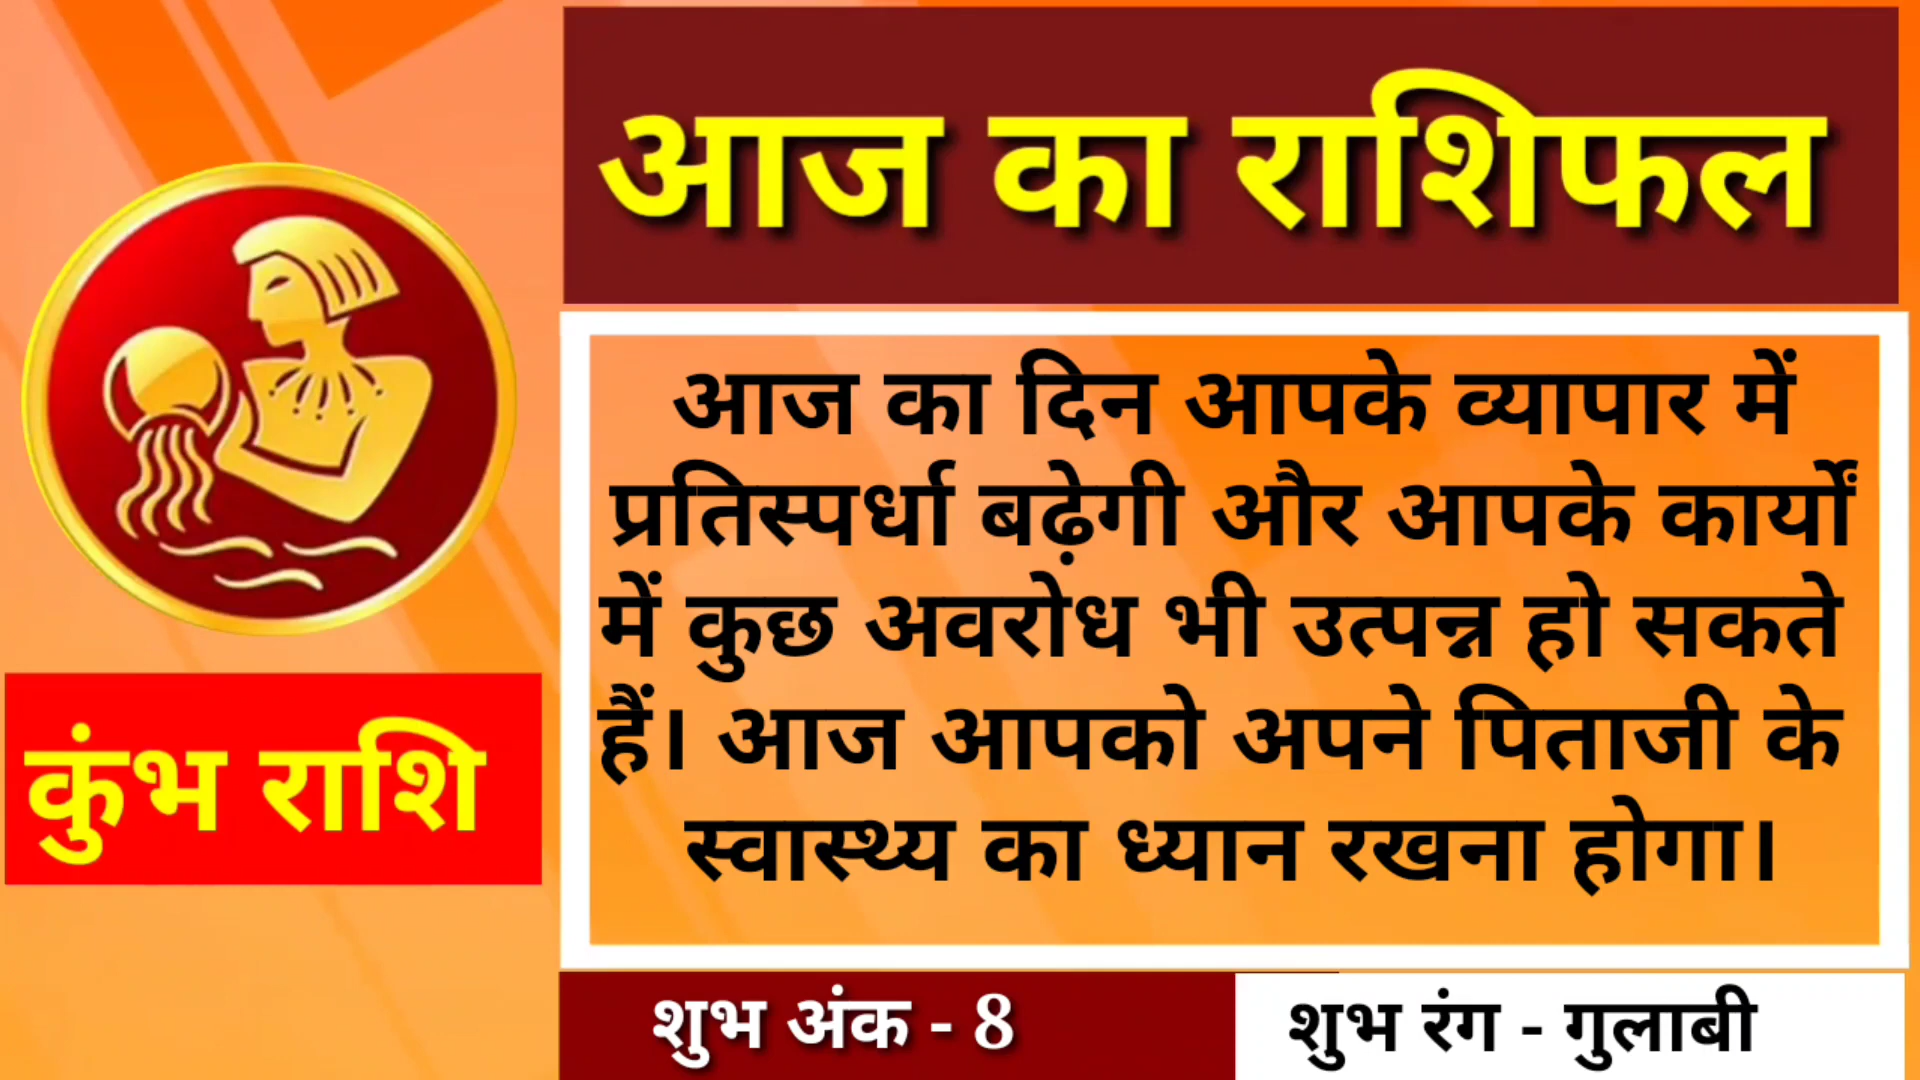 आज का राशिफल
आज का दिन आपके व्यापार में
प्रतिस्पर्धा बढ़ेगी और आपके कार्यों
में कुछ अवरोध भी उत्पन्न हो सकते
हैं। आज आपको अपने पिताजी के
स्वास्थ्य का ध्यान रखना होगा।
कुंभ राशि
शुभ अंक - 8
शुभ रंग - गुलाबी